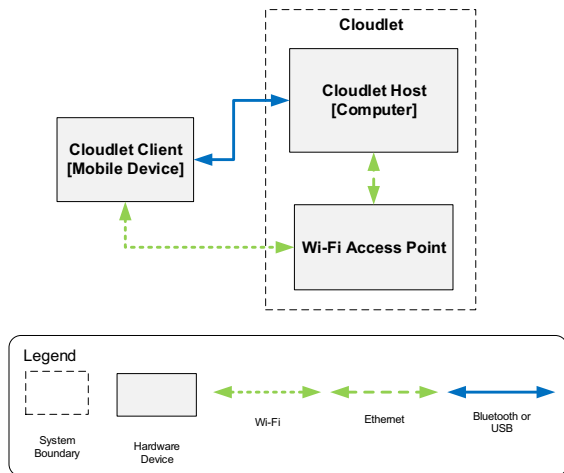 Cloudlet
Cloudlet Host
[Computer]
Cloudlet Client
[Mobile Device]
Wi-Fi Access Point
Legend
System
Boundary
Hardware
Device
Wi-Fi
Ethernet
Bluetooth or
USB